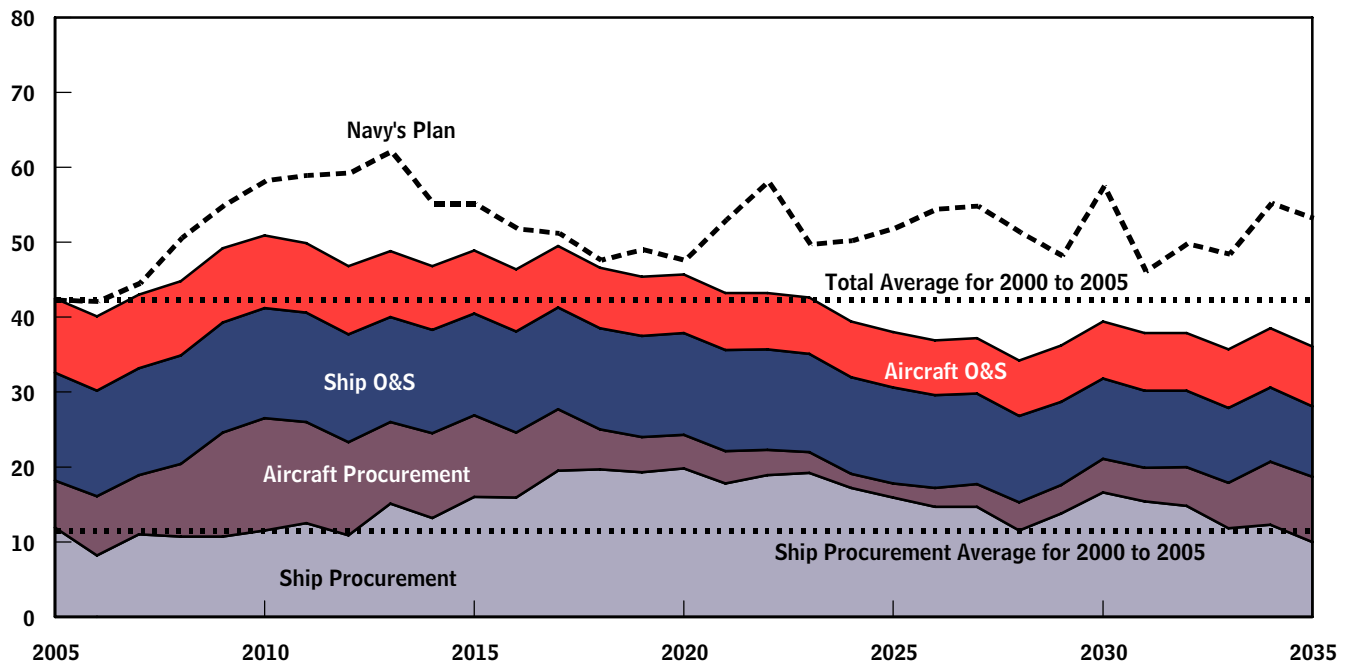 80
70
Navy's Plan
60
50
Total Average for 2000 to 2005
40
Aircraft O&S
Ship O&S
30
20
Aircraft Procurement
10
Ship Procurement Average for 2000 to 2005
Ship Procurement
0
2005 2010 2015 2020 2025 2030 2035